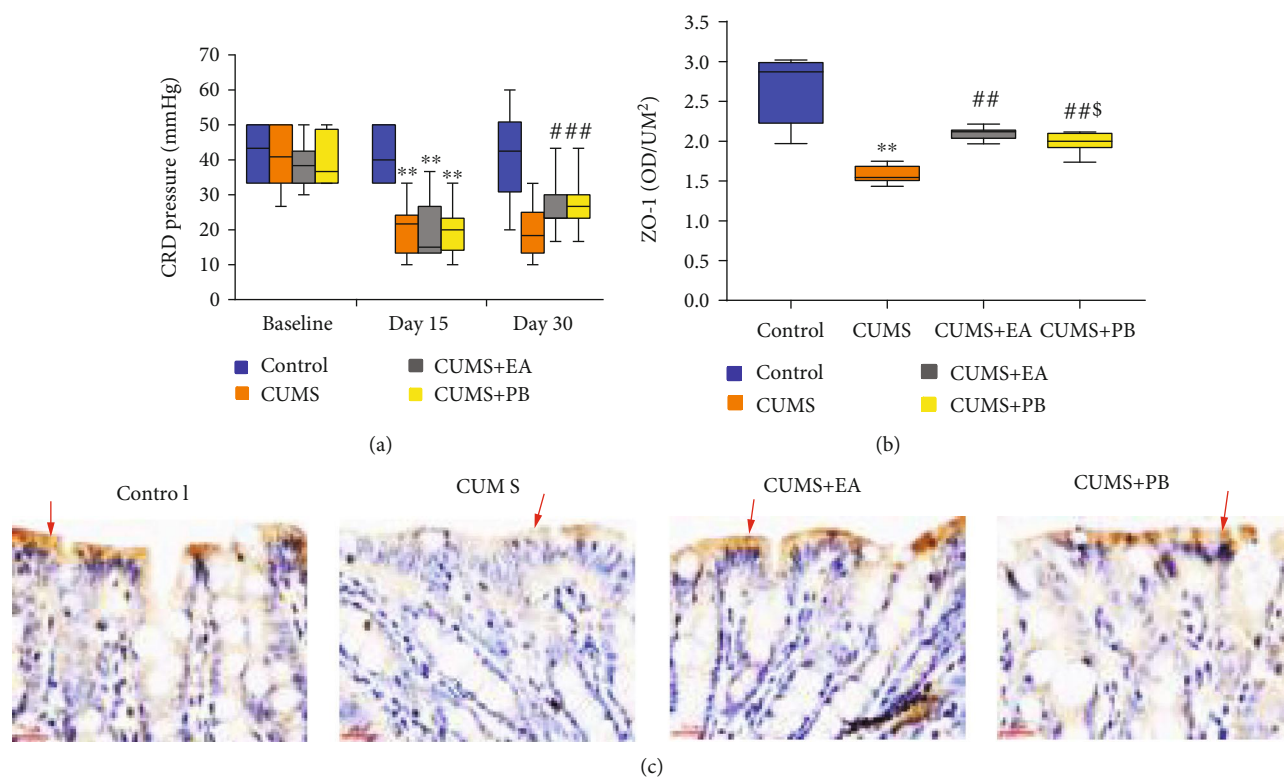 CRD pressure (mmHg)
70
60
50
40
30
20
10
0
** ** **
## ##
Baseline Day 15 Day 30
Control CUMS+EA
CUMS CUMS+PB
(a)
ZO-1 (OD/UM²)
3.5
3.0
2.5
2.0
1.5
1.0
0.5
0.0
** ## ##$
Control CUMS CUMS+EA CUMS+PB
Control CUMS+EA
CUMS CUMS+PB
(b)
Contro l CUM S CUMS+EA CUMS+PB
(c)